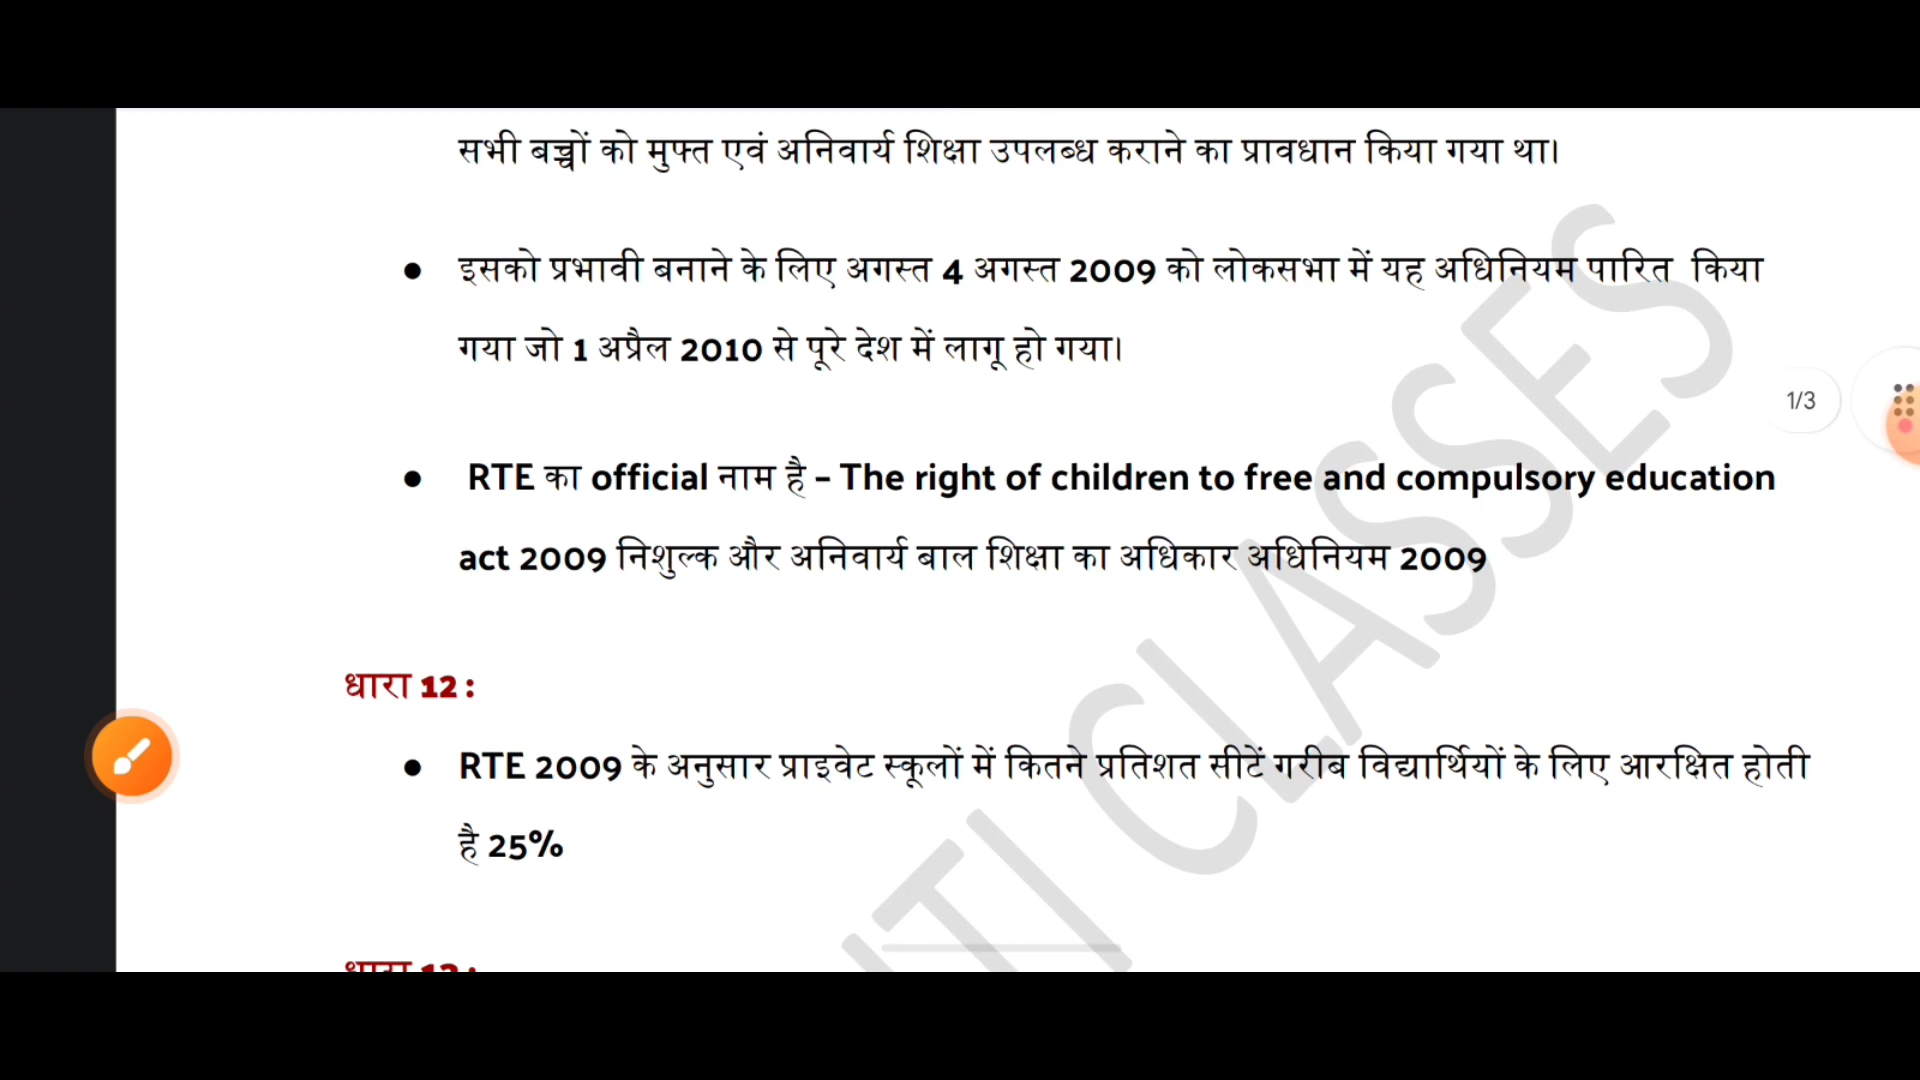 सभी बच्चों को मुफ्त एवं अनिवार्य शिक्षा उपलब्ध कराने का प्रावधान किया गया था।
● इसको प्रभावी बनाने के लिए अगस्त 4 अगस्त 2009 को लोकसभा में यह अधिनियम पारित किया
गया जो 1 अप्रैल 2010 से पूरे देश में लागू हो गया।
1/3
● RTE का official नाम है – The right of children to free and compulsory education
act 2009 निशुल्क और अनिवार्य बाल शिक्षा का अधिकार अधिनियम 2009
धारा 12 :
● RTE 2009 के अनुसार प्राइवेट स्कूलों में कितने प्रतिशत सीटें गरीब विद्यार्थियों के लिए आरक्षित होती
है 25%
CLASSES